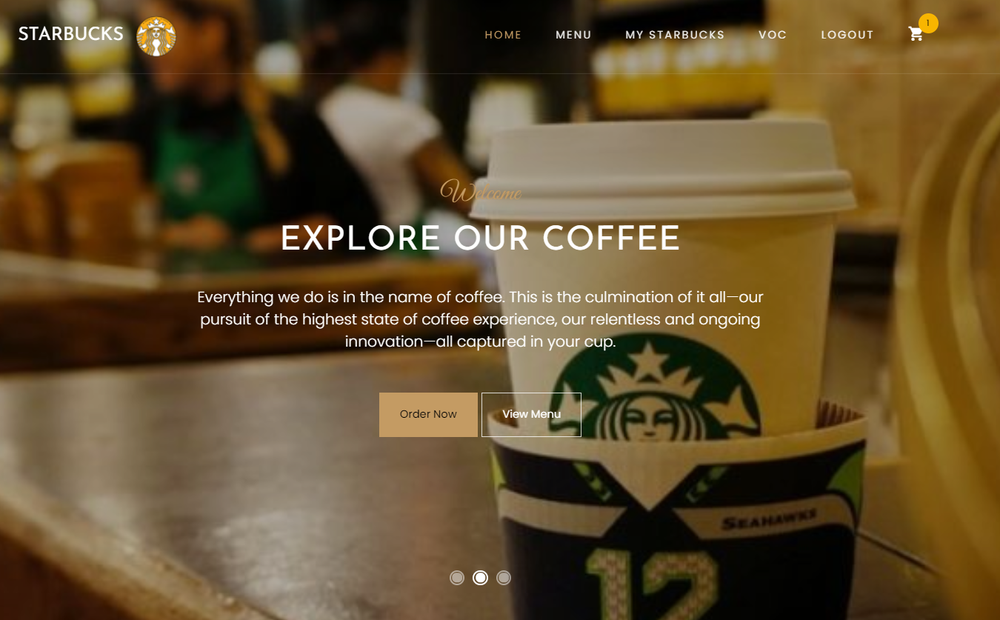 STARBUCKS
HOME MENU MY STARBUCKS VOC LOGOUT 1
Welcome
EXPLORE OUR COFFEE
Everything we do is in the name of coffee. This is the culmination of it all—our
pursuit of the highest state of coffee experience, our relentless and ongoing
innovation—all captured in your cup.
Order Now View Menu
SEAHAWKS
12